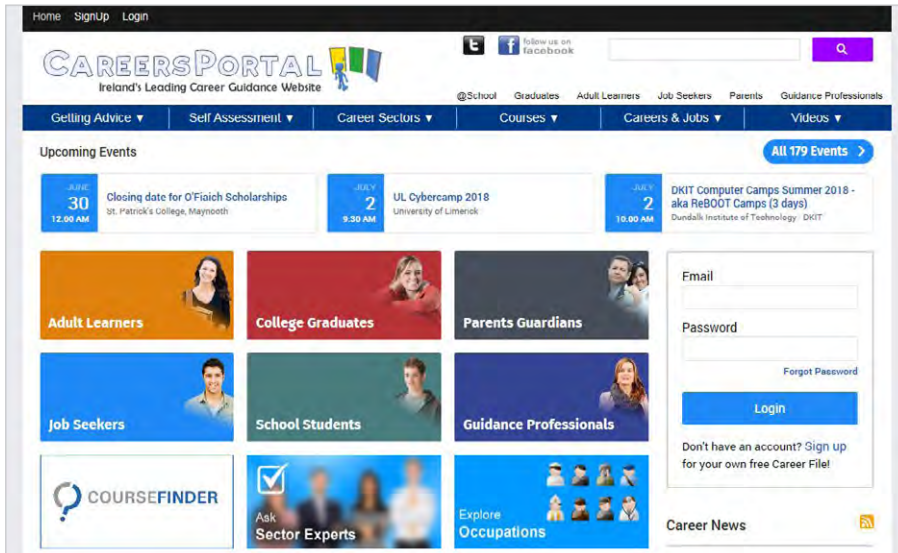 Home SignUp Login
CAREERSPORTAL
Ireland's Leading Career Guidance Website
follow us on
facebook
@School Graduates Adult Learners Job Seekers Parents Guidance Professionals
Getting Advice ▼ Self Assessment ▼ Career Sectors ▼ Courses ▼ Careers & Jobs ▼ Videos ▼
Upcoming Events
All 179 Events
JUNE
30
12.00 AM
Closing date for O'Fiaich Scholarships
St. Patrick's College, Maynooth
JULY
2
9.30 AM
UL Cybercamp 2018
University of Limerick
JULY
2
10.00 AM
DKIT Computer Camps Summer 2018 -
aka ReBOOT Camps (3 days)
Dundalk Institute of Technology - DKIT
Adult Learners
College Graduates
Parents Guardians
Job Seekers
School Students
Guidance Professionals
COURSEFINDER
Ask
Sector Experts
Explore
Occupations
Email
Password
Forgot Password
Login
Don't have an account? Sign up
for your own free Career File!
Career News